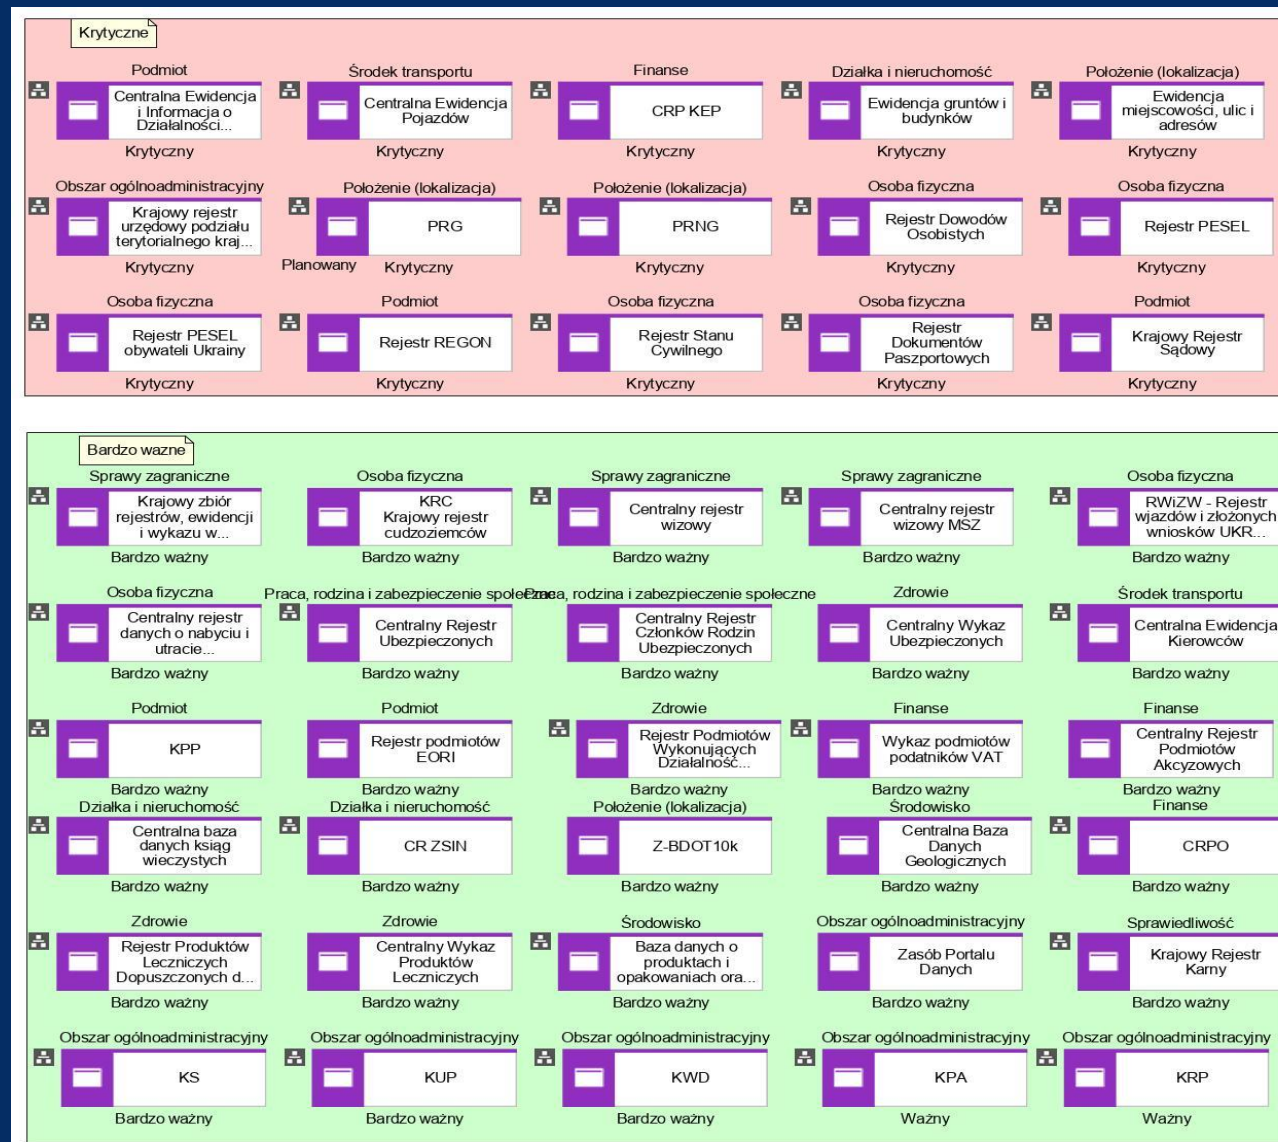 Krytyczne
Podmiot
Centralna Ewidencja
i Informacja o
Działalności...
Krytyczny
Środek transportu
Centralna Ewidencja
Pojazdów
Krytyczny
Finanse
CRP KEP
Krytyczny
Działka i nieruchomość
Ewidencja gruntów i
budynków
Krytyczny
Położenie (lokalizacja)
Ewidencja
miejscowości, ulic i
adresów
Krytyczny
Obszar ogólnoadministracyjny
Krajowy rejestr
urzędowy podziału
terytorialnego kraj...
Krytyczny
Położenie (lokalizacja)
PRG
Planowany
Krytyczny
Położenie (lokalizacja)
PRNG
Krytyczny
Osoba fizyczna
Rejestr Dowodów
Osobistych
Krytyczny
Osoba fizyczna
Rejestr PESEL
Krytyczny
Osoba fizyczna
Rejestr PESEL
obywateli Ukrainy
Krytyczny
Podmiot
Rejestr REGON
Krytyczny
Osoba fizyczna
Rejestr Stanu
Cywilnego
Krytyczny
Osoba fizyczna
Rejestr
Dokumentów
Paszportowych
Krytyczny
Podmiot
Krajowy Rejestr
Sądowy
Krytyczny
Bardzo wazne
Sprawy zagraniczne
Krajowy zbiór
rejestrów, ewidencji
i wykazu w...
Bardzo ważny
Osoba fizyczna
KRC
Krajowy rejestr
cudzoziemców
Bardzo ważny
Sprawy zagraniczne
Centralny rejestr
wizowy
Bardzo ważny
Sprawy zagraniczne
Centralny rejestr
wizowy MSZ
Bardzo ważny
Osoba fizyczna
RWiZW - Rejestr
wjazdów i złożonych
wniosków UKR...
Bardzo ważny
Osoba fizyczna
Centralny rejestr
danych o nabyciu i
utracie...
Bardzo ważny
Praca, rodzina i zabezpieczenie społeczne
Centralny Rejestr
Ubezpieczonych
Bardzo ważny
Praca, rodzina i zabezpieczenie społeczne
Centralny Rejestr
Członków Rodzin
Ubezpieczonych
Bardzo ważny
Zdrowie
Centralny Wykaz
Ubezpieczonych
Bardzo ważny
Środek transportu
Centralna Ewidencja
Kierowców
Bardzo ważny
Podmiot
KPP
Bardzo ważny
Podmiot
Rejestr podmiotów
EORI
Bardzo ważny
Zdrowie
Rejestr Podmiotów
Wykonujących
Działalność...
Bardzo ważny
Finanse
Wykaz podmiotów
podatników VAT
Bardzo ważny
Finanse
Centralny Rejestr
Podmiotów
Akcyzowych
Bardzo ważny
Działka i nieruchomość
Centralna baza
danych ksiąg
wieczystych
Bardzo ważny
Działka i nieruchomość
CR ZSIN
Bardzo ważny
Położenie (lokalizacja)
Z-BDOT10k
Bardzo ważny
Środowisko
Centralna Baza
Danych
Geologicznych
Bardzo ważny
Finanse
CRPO
Bardzo ważny
Zdrowie
Rejestr Produktów
Leczniczych
Dopuszczonych d...
Bardzo ważny
Zdrowie
Centralny Wykaz
Produktów
Leczniczych
Bardzo ważny
Środowisko
Baza danych o
produktach i
opakowaniach ora...
Bardzo ważny
Obszar ogólnoadministracyjny
Zasób Portalu
Danych
Bardzo ważny
Sprawiedliwość
Krajowy Rejestr
Karny
Bardzo ważny
Obszar ogólnoadministracyjny
KS
Bardzo ważny
Obszar ogólnoadministracyjny
KUP
Bardzo ważny
Obszar ogólnoadministracyjny
KWD
Bardzo ważny
Obszar ogólnoadministracyjny
KPA
Ważny
Obszar ogólnoadministracyjny
KRP
Ważny